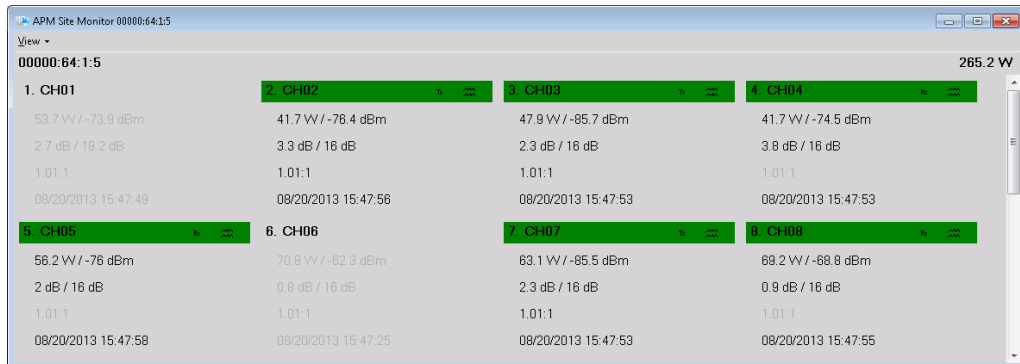 APM Site Monitor 00000:64:1:5
View
00000:64:1:5 265.2 W
1. CH01 2. CH02 Tx 3. CH03 Tx 4. CH04 Rx
53.7 W / -73.9 dBm 41.7 W / -76.4 dBm 47.9 W / -85.7 dBm 41.7 W / -74.5 dBm
2.7 dB / 19.2 dB 3.3 dB / 16 dB 2.3 dB / 16 dB 3.8 dB / 16 dB
1.01:1 1.01:1 1.01:1 1.01:1
08/20/2013 15:47:49 08/20/2013 15:47:56 08/20/2013 15:47:53 08/20/2013 15:47:53
5. CH05 Rx 6. CH06 7. CH07 Tx 8. CH08 Rx
56.2 W / -76 dBm 70.8 W / -62.3 dBm 63.1 W / -85.5 dBm 69.2 W / -68.8 dBm
2 dB / 16 dB 0.8 dB / 16 dB 2.3 dB / 16 dB 0.9 dB / 16 dB
1.01:1 1.01:1 1.01:1 1.01:1
08/20/2013 15:47:58 08/20/2013 15:47:25 08/20/2013 15:47:53 08/20/2013 15:47:55